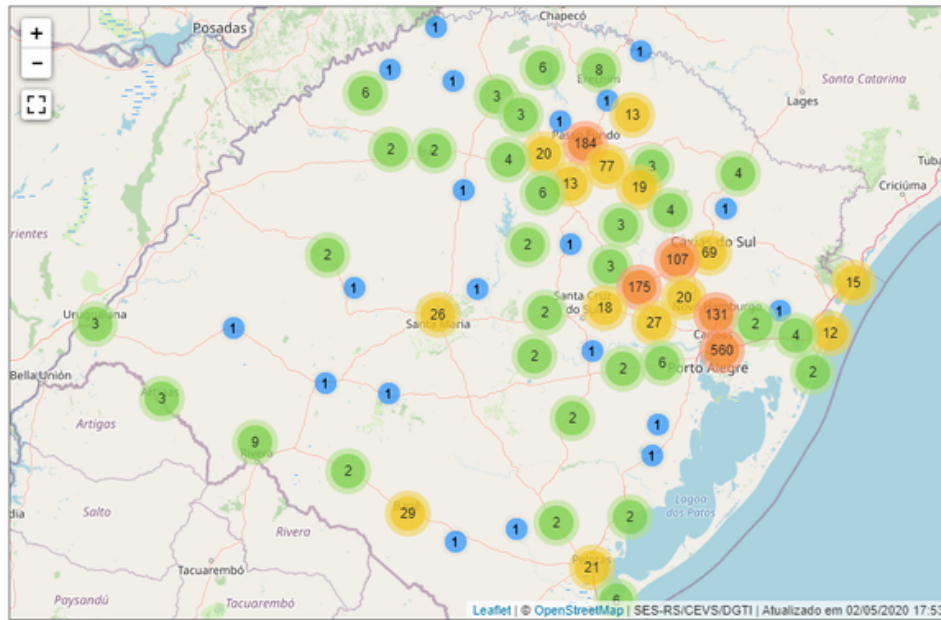 Chapecó
Posadas
+
1
1
−
1
1
6
8
Erechim
Santa Catarina
6
3
1
Lages
3
1
13
Passo Fundo
184
2
2
4
20
77
3
4
Tuba
Criciúma
13
19
6
1
4
1
rientes
3
2
1
Caxias do Sul
69
2
107
3
1
1
175
15
Santa Cruz
do Sul
18
20
2
131
1
Uruguaiana
3
26
Santa Maria
27
2
4
12
1
560
2
1
Bella Unión
2
6
Porto Alegre
2
1
1
3
Artigas
Artigas
2
1
9
Rivera
1
2
Lagoa
dos Patos
Salto
29
2
2
dia
1
Rivera
1
Tacuarembó
Pelotas
21
Paysandú
Tacuarembó
6
Leaflet | © OpenStreetMap | SES-RS/CEVS/DGTI | Atualizado em 02/05/2020 17:53